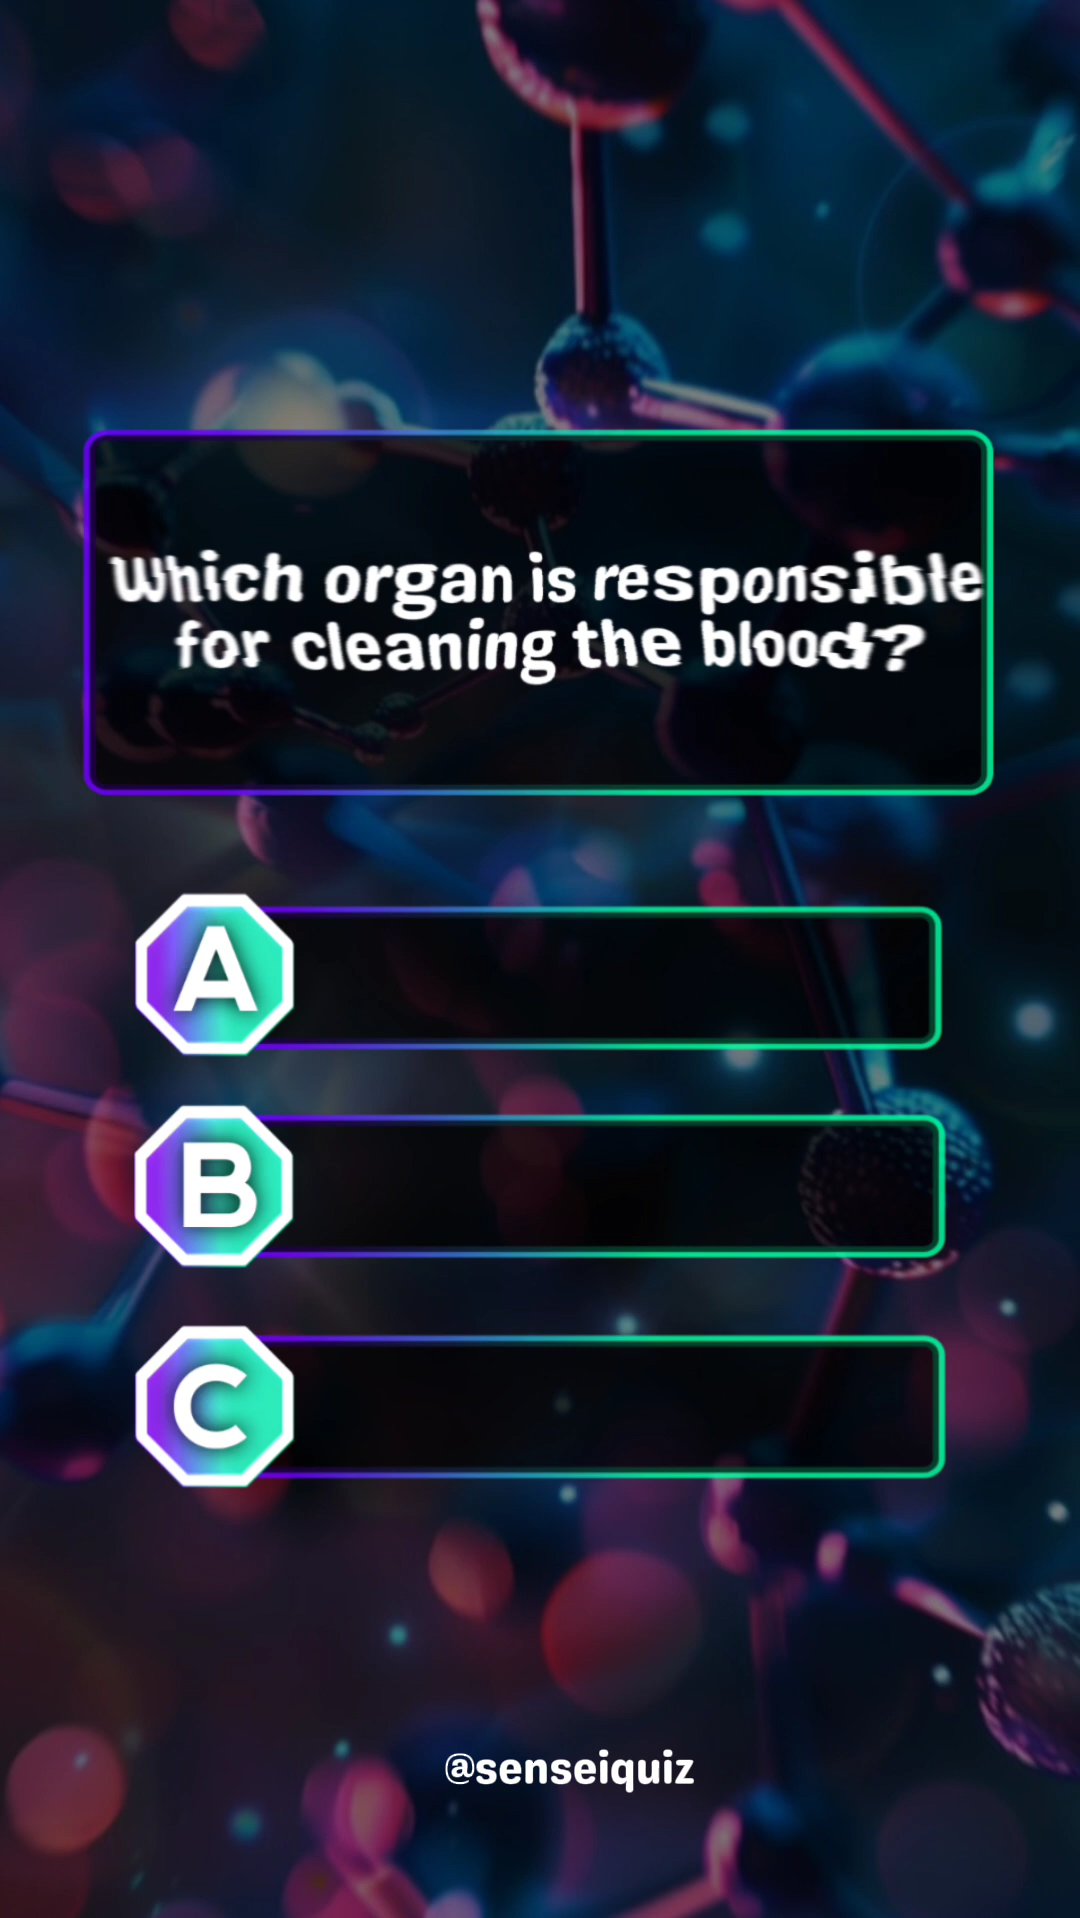 Which organ is responsible
for cleaning the blood?
A
B
C
@senseiquiz